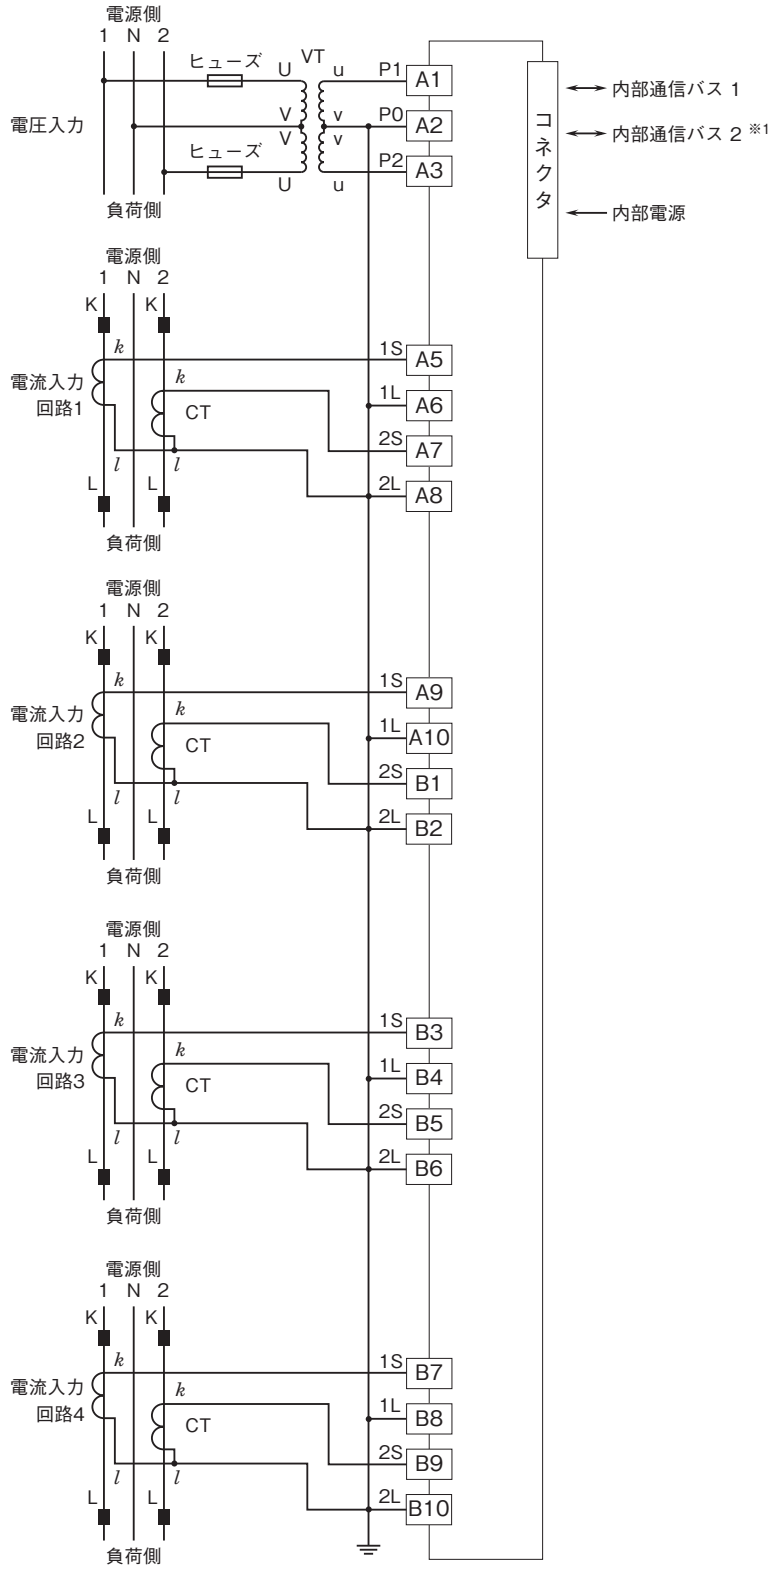 電源側
1 N 2
ヒューズ
VT
U u P1 A1
電圧入力
V v P0 A2
V v
ヒューズ
U u P2 A3
負荷側
コネクタ
内部通信バス 1
内部通信バス 2 ※1
内部電源
電源側
1 N 2
K K
k 1S A5
電流入力
回路1
k 1L A6
CT
2S A7
l l
L L 2L A8
負荷側
電源側
1 N 2
K K
k 1S A9
電流入力
回路2
k 1L A10
CT
2S B1
l l
L L 2L B2
負荷側
電源側
1 N 2
K K
k 1S B3
電流入力
回路3
k 1L B4
CT
2S B5
l l
L L 2L B6
負荷側
電源側
1 N 2
K K
k 1S B7
電流入力
回路4
k 1L B8
CT
2S B9
l l
L L 2L B10
負荷側